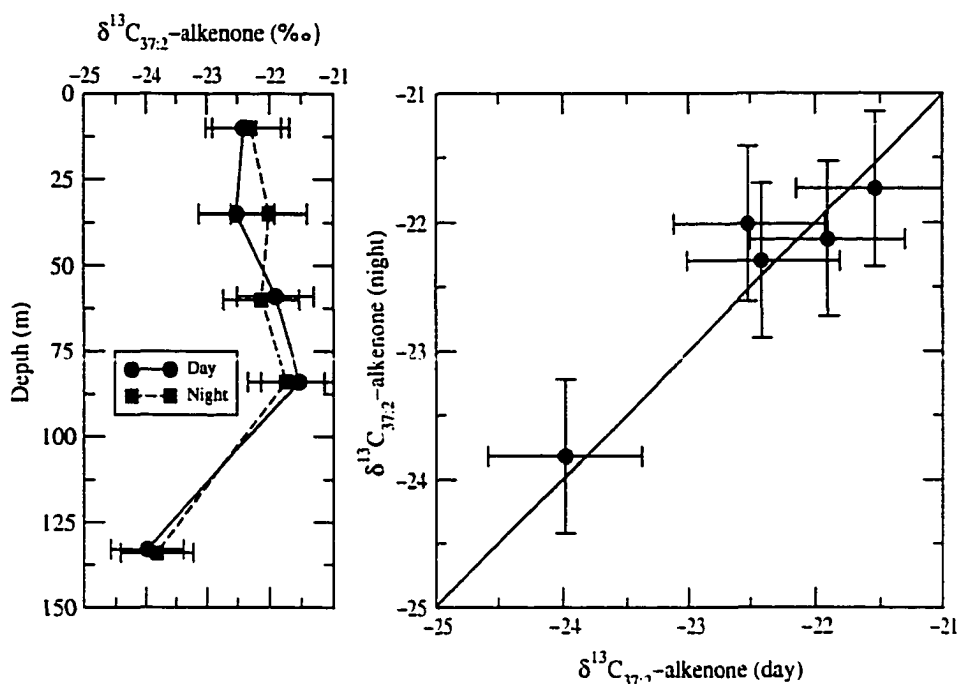 δ¹³C₃₇:₂–alkenone (‰)
–25 –24 –23 –22 –21
0
25
50
75
100
125
150
Depth (m)
Day
Night
–21
–22
–23
–24
–25
δ¹³C₃₇:₂–alkenone (night)
–25 –24 –23 –22 –21
δ¹³C₃₇:₂–alkenone (day)